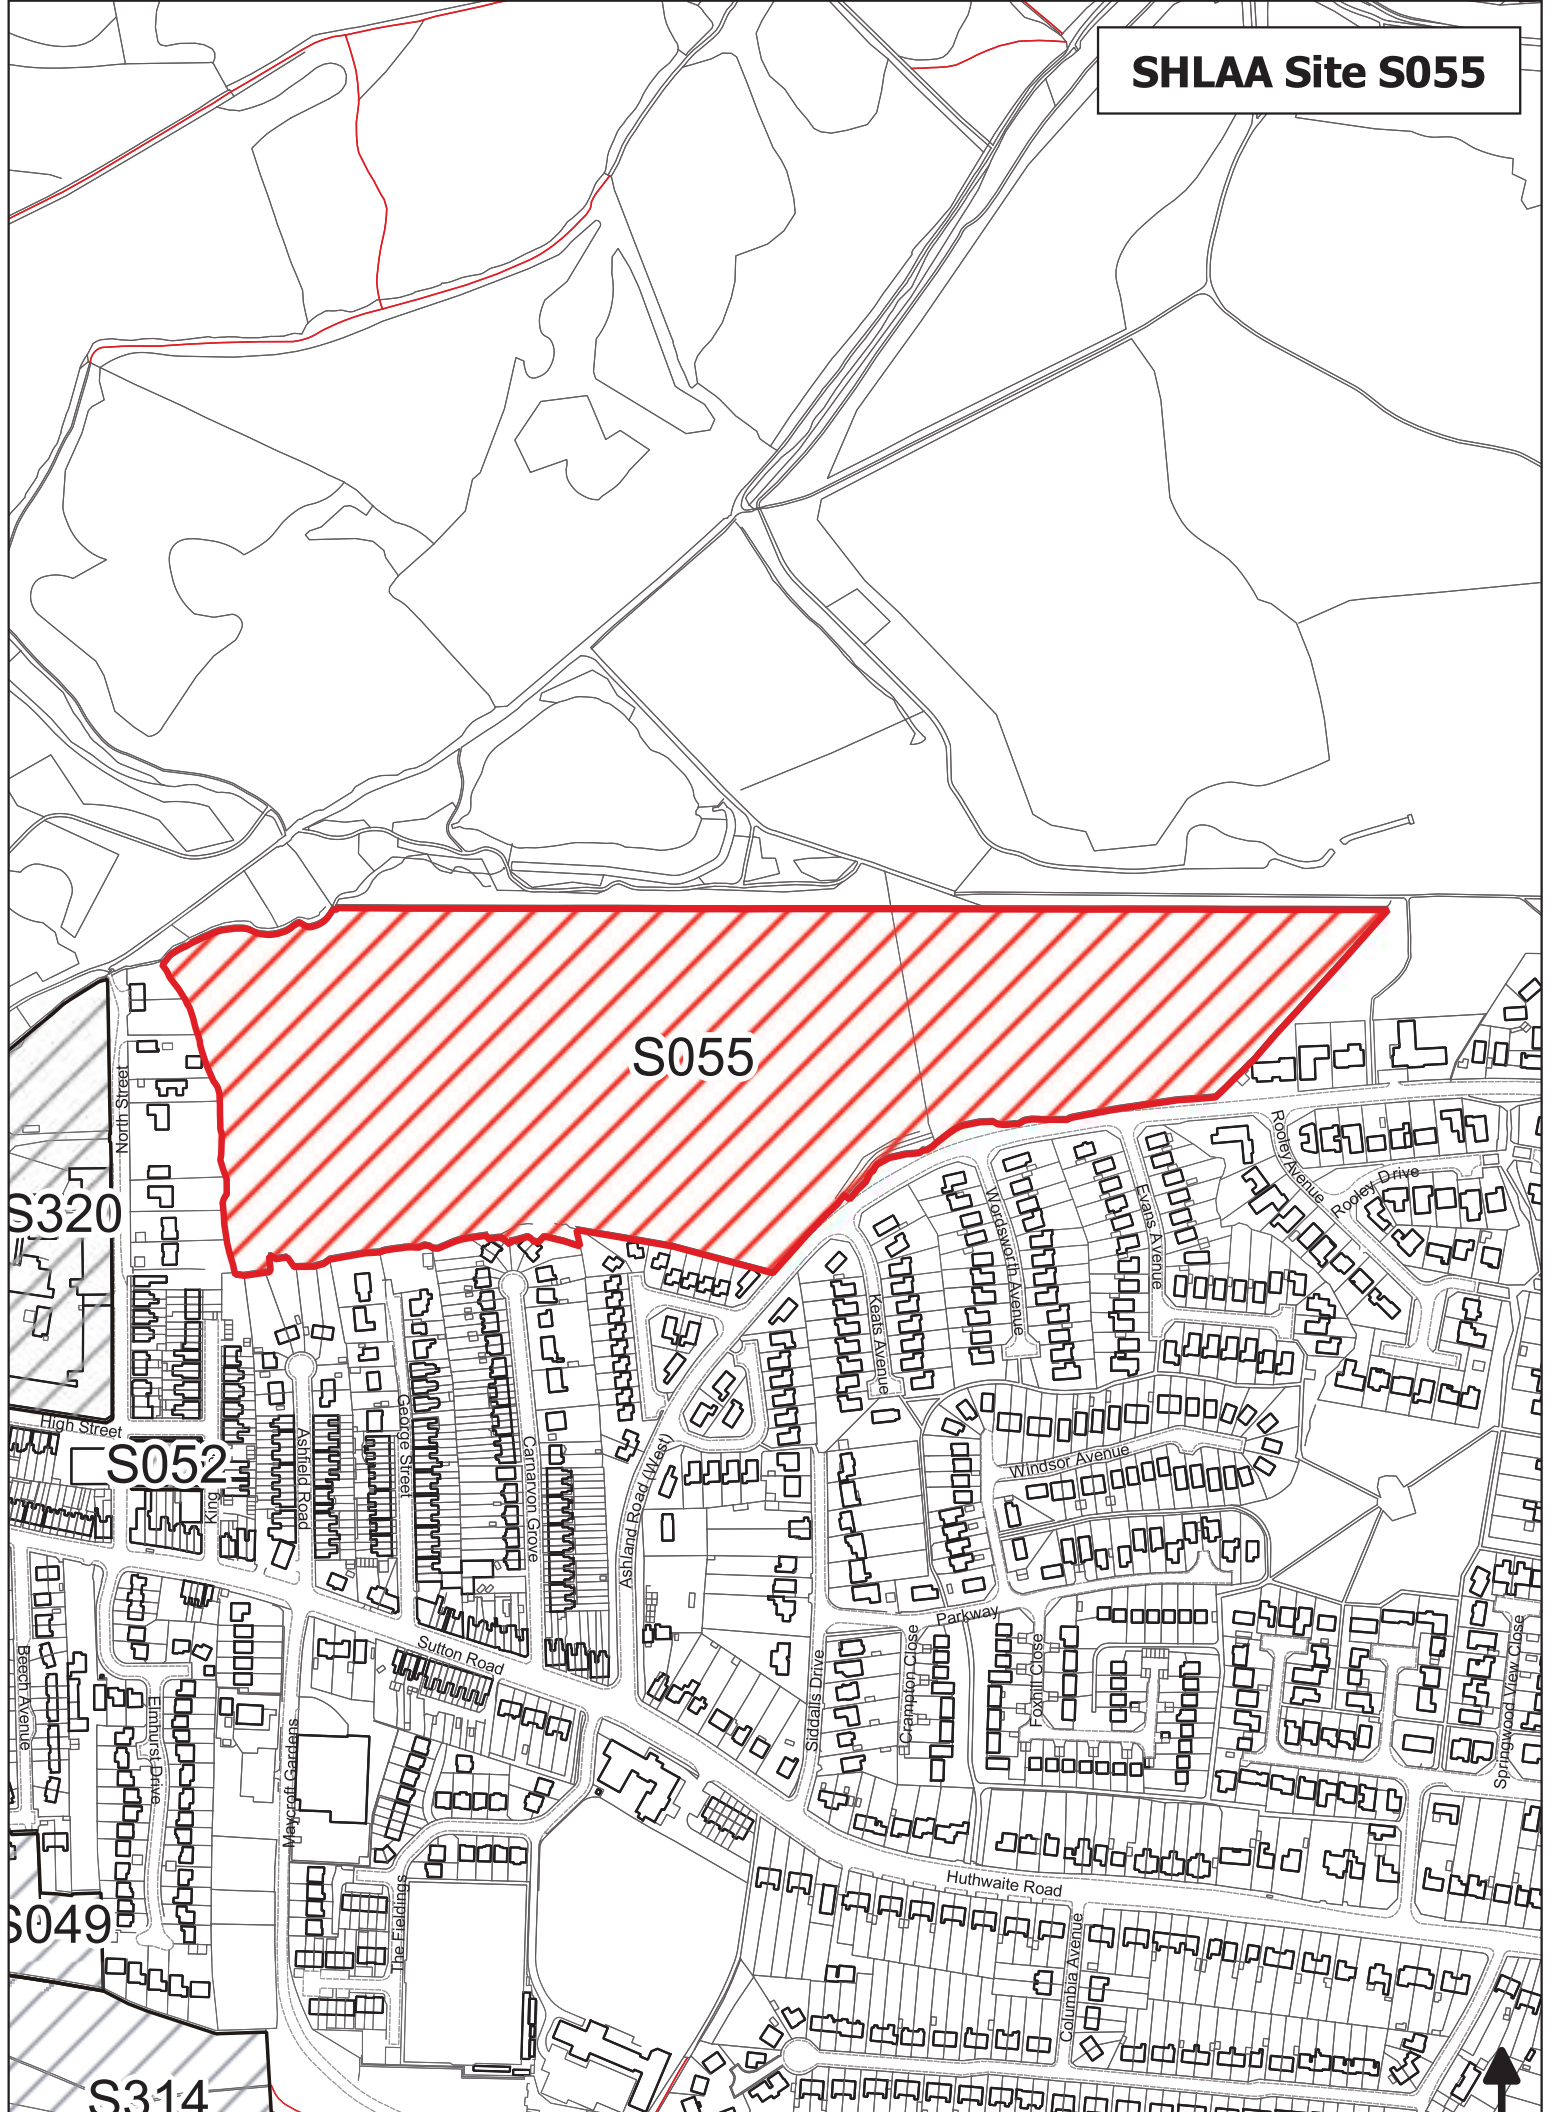 SHLAA Site S055
S055
North Street
S320
Rooley Avenue
Rooley Drive
Wordsworth Avenue
Evans Avenue
Keats Avenue
High Street
S052
King
Ashfield Road
George Street
Carnarvon Grove
Ashland Road (West)
Windsor Avenue
Parkway
Sutton Road
Beech Avenue
Elmhurst Drive
Maycroft Gardens
Siddalls Drive
Crampton Close
Foxhill Close
Springwood View Close
Huthwaite Road
S049
The Fieldings
Columbia Avenue
S314